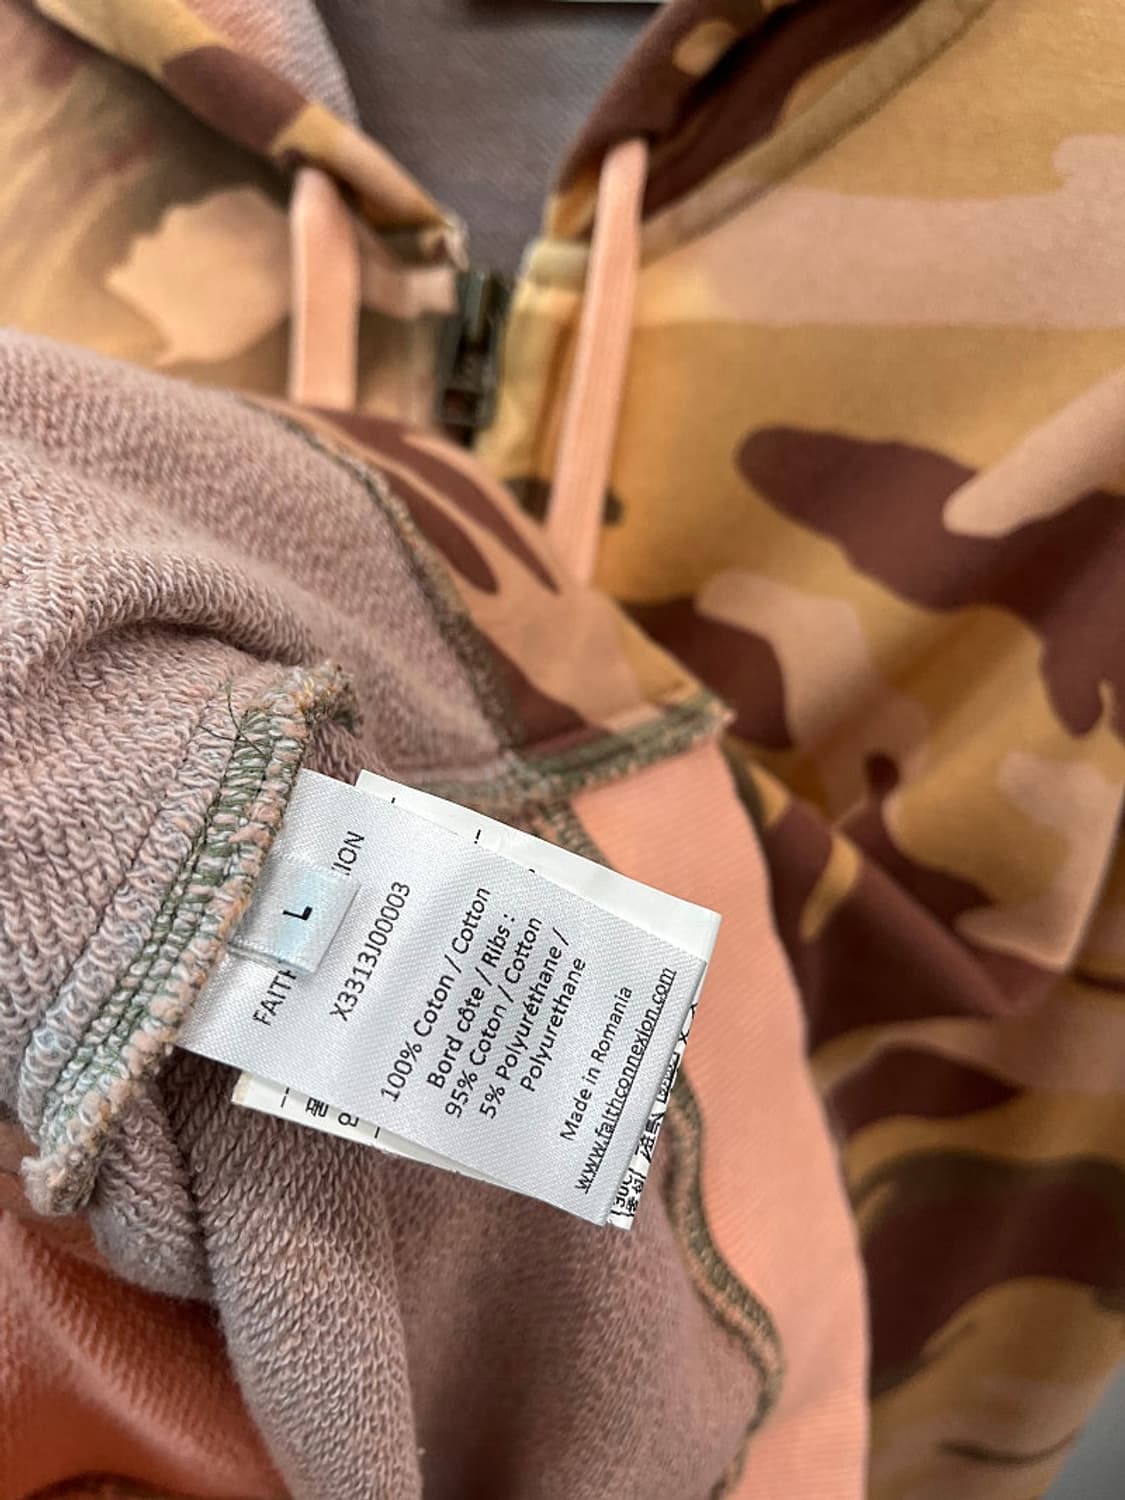 FAITH
ION
L
X3313J00003
100% Coton / Cotton
Bord côte / Ribs :
95% Coton / Cotton
5% Polyuréthane /
Polyurethane
Made in Romania
www.faithconnexion.com